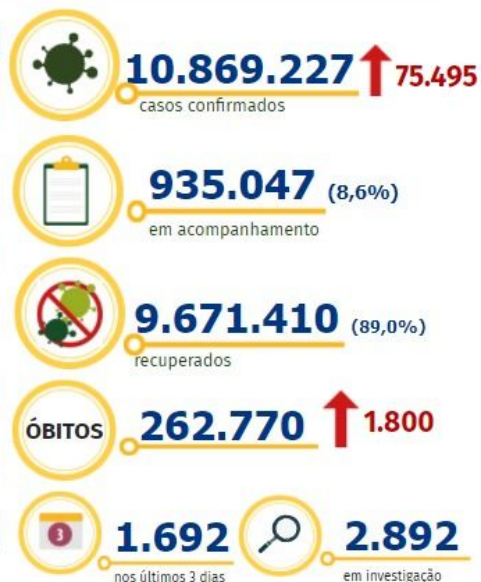 10.869.227 75.495
casos confirmados
935.047 (8,6%)
em acompanhamento
9.671.410 (89,0%)
recuperados
ÓBITOS 262.770 1.800
3 1.692 2.892
nos últimos 3 dias em investigação